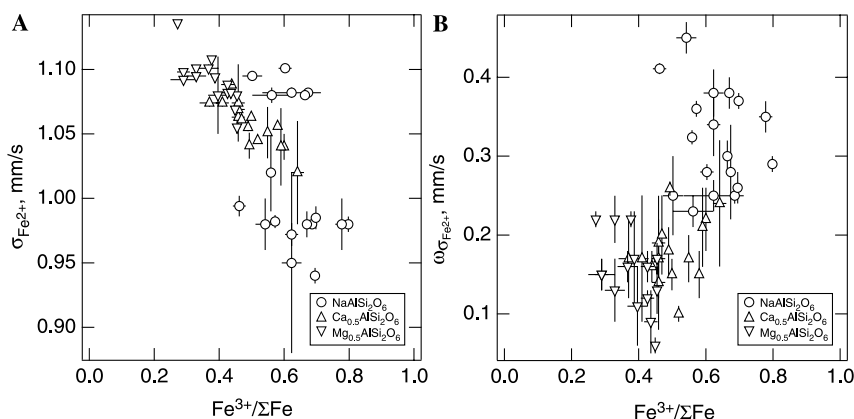 A
B
1.10
1.05
1.00
0.95
0.90
σFe2+, mm/s
NaAlSi2O6
Ca0.5AlSi2O6
Mg0.5AlSi2O6
0.0 0.2 0.4 0.6 0.8 1.0
Fe3+/ΣFe
0.4
0.3
0.2
0.1
ωσFe2+, mm/s
NaAlSi2O6
Ca0.5AlSi2O6
Mg0.5AlSi2O6
0.0 0.2 0.4 0.6 0.8 1.0
Fe3+/ΣFe